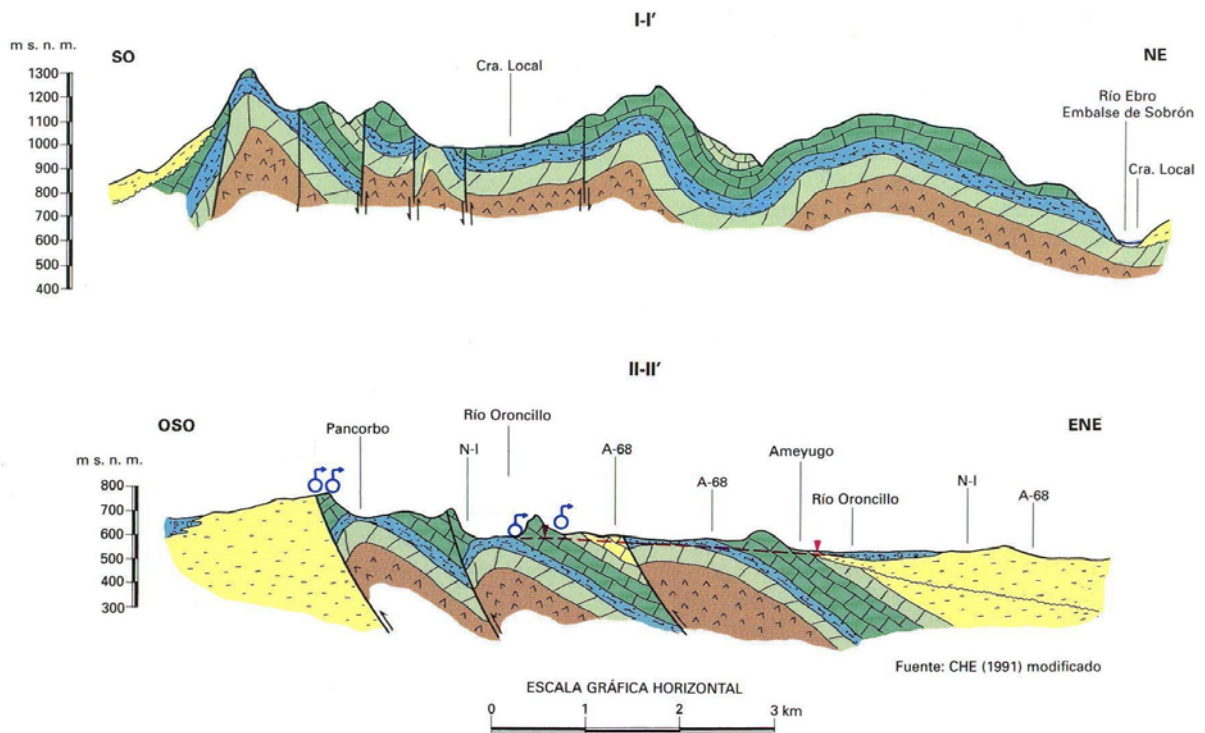 I-I'
m s. n. m.
SO
NE
Cra. Local
Río Ebro
Embalse de Sobrón
Cra. Local
1300
1200
1100
1000
900
800
700
600
500
400
II-II'
OSO
ENE
Pancorbo
N-I
Río Oroncillo
A-68
A-68
Ameyugo
Río Oroncillo
N-I
A-68
m s. n. m.
800
700
600
500
400
300
Fuente: CHE (1991) modificado
ESCALA GRÁFICA HORIZONTAL
0 1 2 3 km